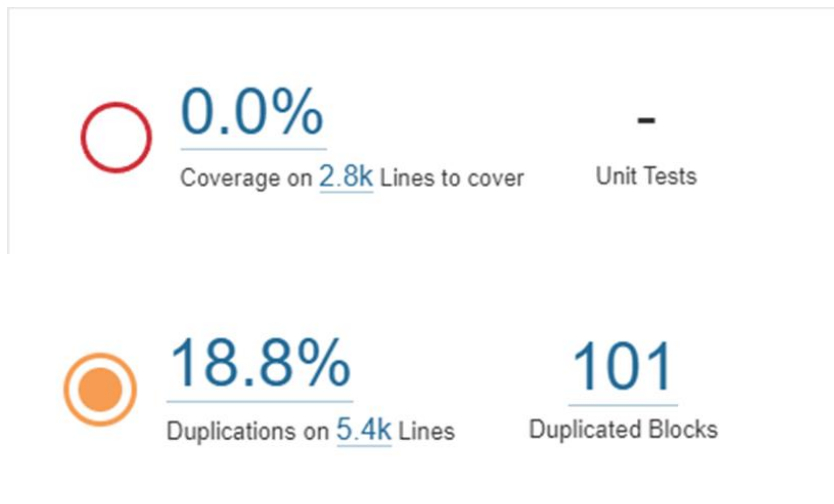 0.0%
-
Coverage on 2.8k Lines to cover
Unit Tests
18.8%
101
Duplications on 5.4k Lines
Duplicated Blocks